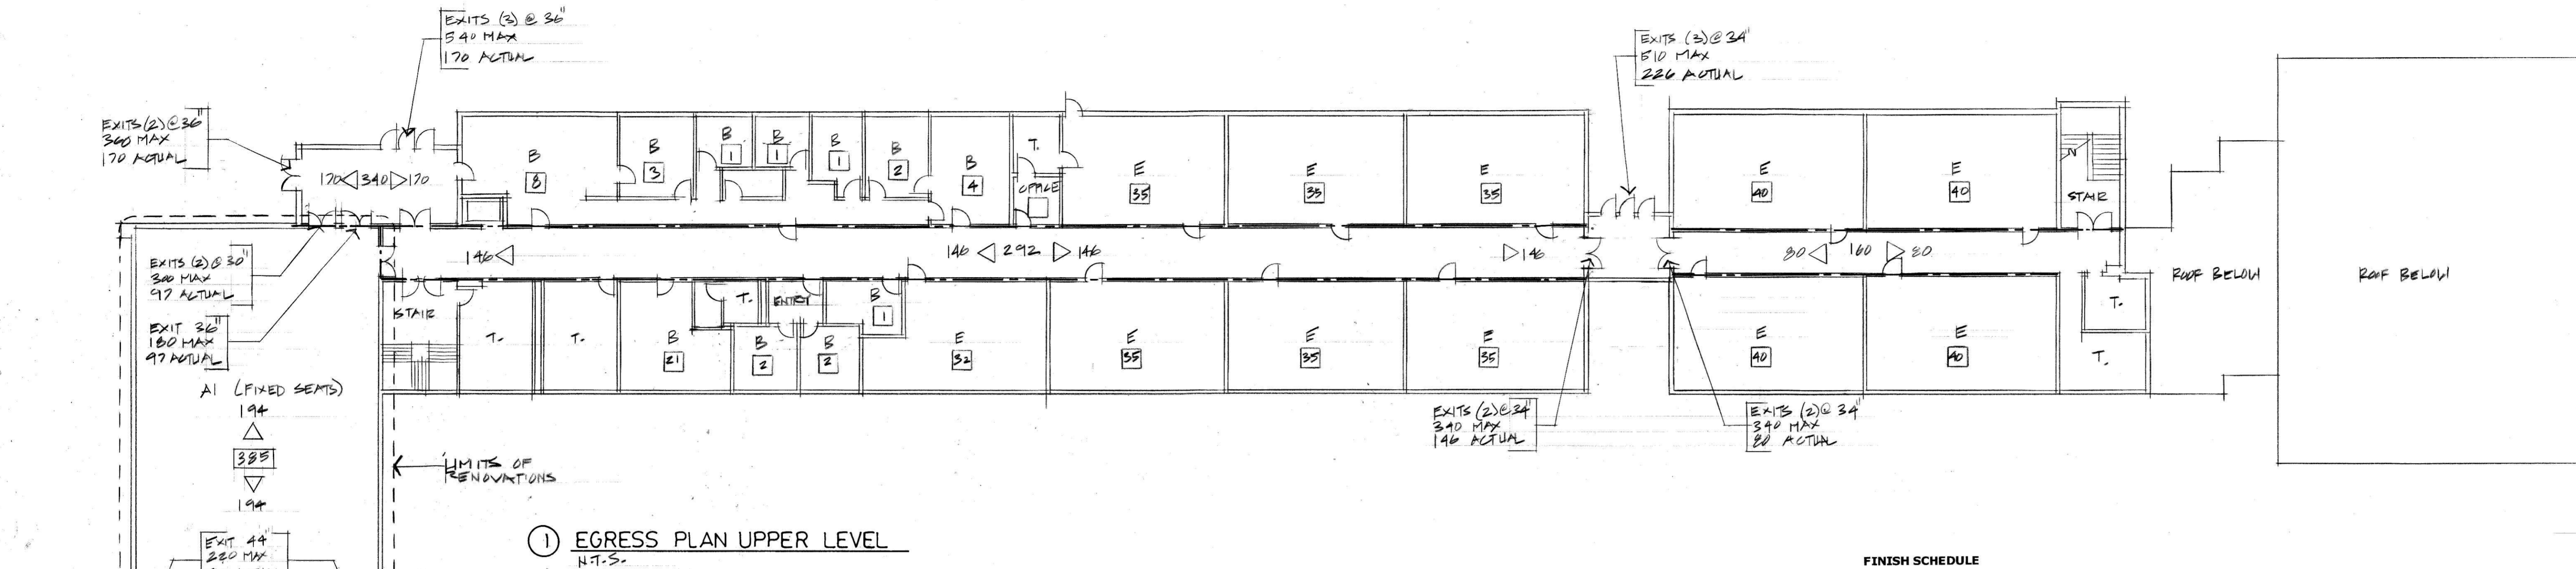 EXITS (3) @ 36"
540 MAX
170 ACTUAL
EXITS (3) @ 34"
510 MAX
226 ACTUAL
EXITS (2) @ 36"
360 MAX
170 ACTUAL
170 340 170
B
8
B
3
B
1
B
1
B
1
B
2
B
4
T.
OFFICE
E
35
E
35
E
35
E
40
E
40
STAIR
146
146 292 146
146
80 160 80
EXITS (2) @ 30"
300 MAX
97 ACTUAL
EXIT 36"
180 MAX
97 ACTUAL
STAIR
T.
T.
B
21
T.
ENTRY
B
1
B
2
B
2
E
32
E
35
E
35
E
35
E
40
E
40
T.
T.
ROOF BELOW
ROOF BELOW
A1 (FIXED SEATS)
194
385
194
LIMITS OF
RENOVATIONS
EXITS (2) @ 34"
340 MAX
146 ACTUAL
EXITS (2) @ 34"
340 MAX
80 ACTUAL
EXIT 44"
220 MAX
1 EGRESS PLAN UPPER LEVEL
N.T.S.
FINISH SCHEDULE